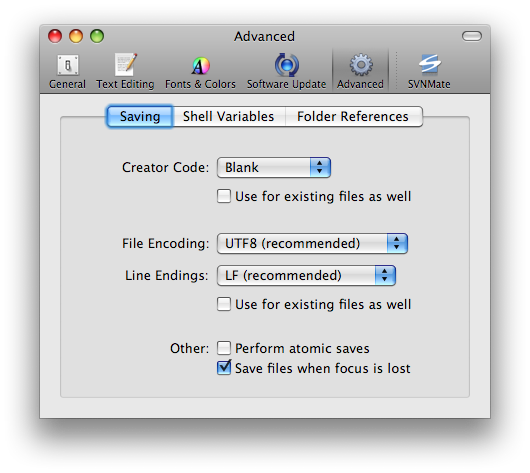 Advanced
General Text Editing Fonts & Colors Software Update Advanced SVNMate
Saving Shell Variables Folder References
Creator Code: Blank
Use for existing files as well
File Encoding: UTF8 (recommended)
Line Endings: LF (recommended)
Use for existing files as well
Other: Perform atomic saves
Save files when focus is lost